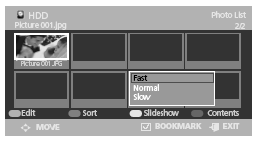 HDD
Photo List
Picture 001.jpg
2/2
Picture 001.JPG
Fast
Normal
Slow
Edit
Sort
Slideshow
Contents
MOVE
BOOKMARK
EXIT